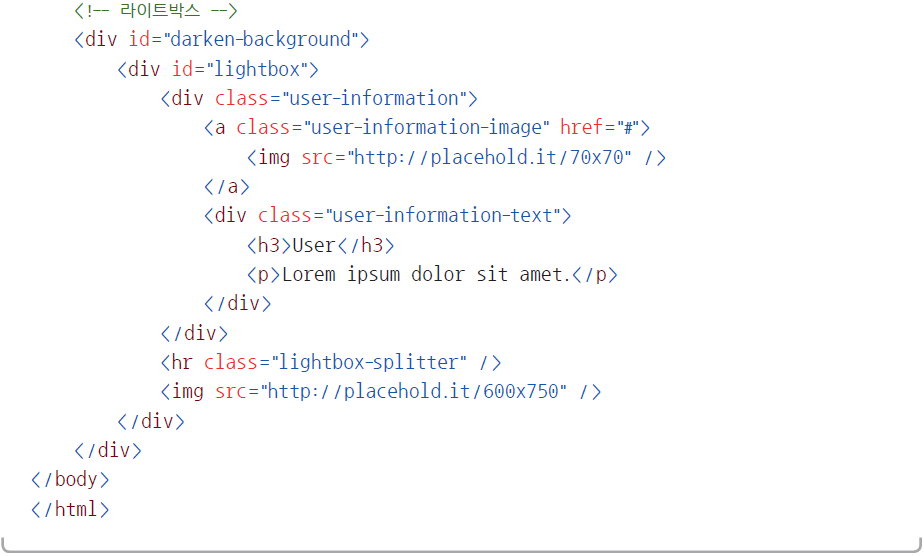 <!-- 라이트박스 -->
<div id="darken-background">
<div id="lightbox">
<div class="user-information">
<a class="user-information-image" href="#">
<img src="http://placehold.it/70x70" />
</a>
<div class="user-information-text">
<h3>User</h3>
<p>Lorem ipsum dolor sit amet.</p>
</div>
</div>
<hr class="lightbox-splitter" />
<img src="http://placehold.it/600x750" />
</div>
</div>
</body>
</html>